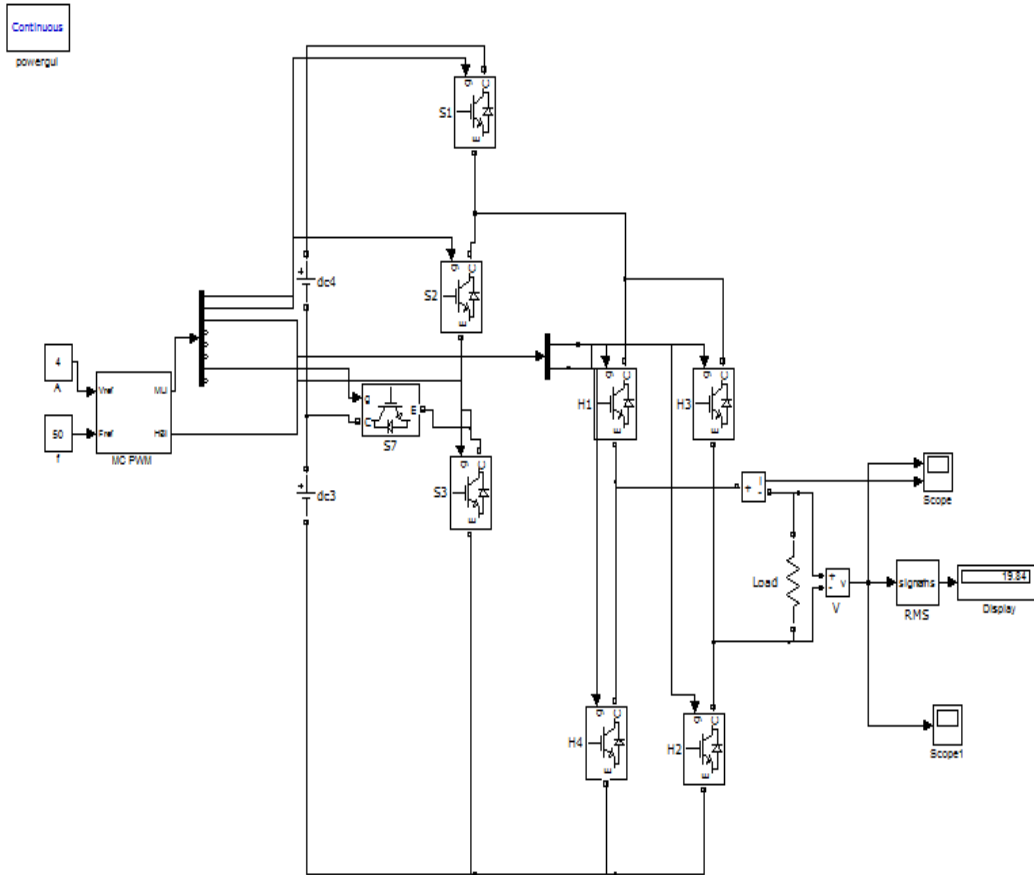 Continuous
powergui
g
C
S1
E
g
C
S2
E
+
dc4
4
A
50
f
Vref
Fref
MLI
HBI
MC PWM
g
C
E
S7
+
dc3
g
C
S3
E
g
C
H1
E
g
C
H3
E
g
C
H4
E
g
C
H2
E
+
i
-
Load
+
-
v
V
Scope
signal rms
RMS
19.84
Display
Scope1